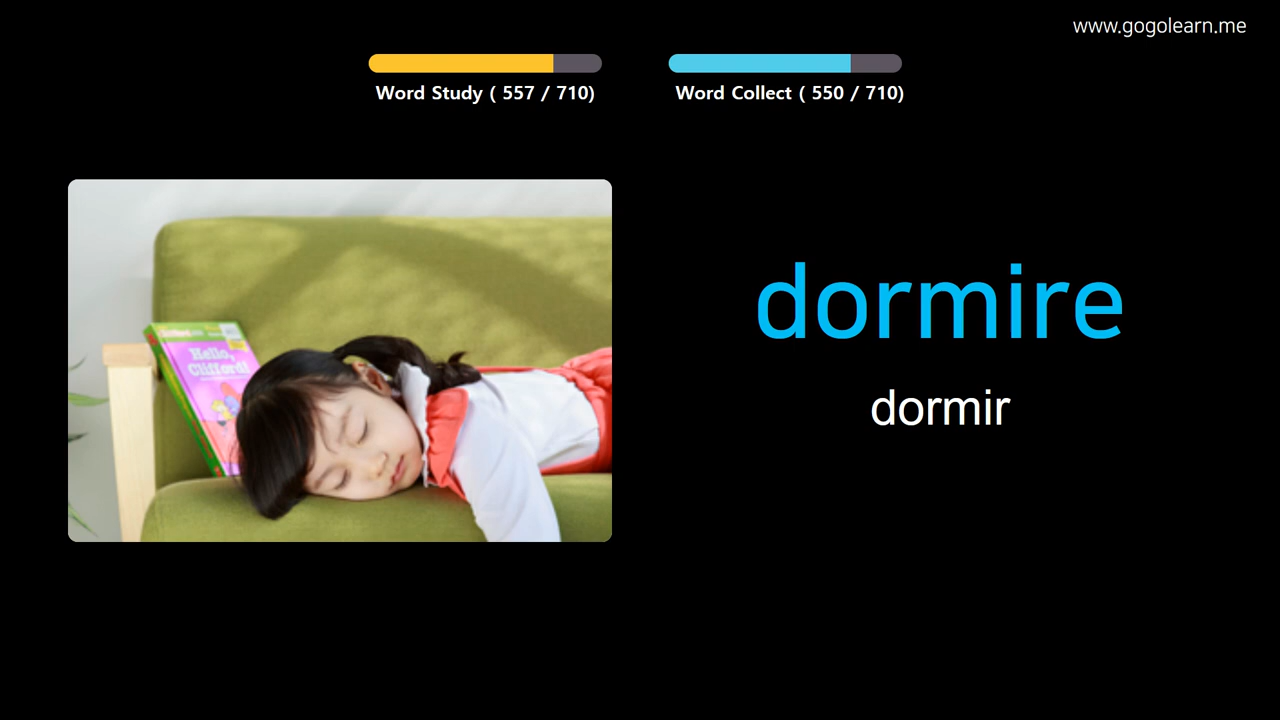 www.gogolearn.me
Word Study ( 557 / 710)
Word Collect ( 550 / 710)
Hello,
Clifford!
dormire
dormir